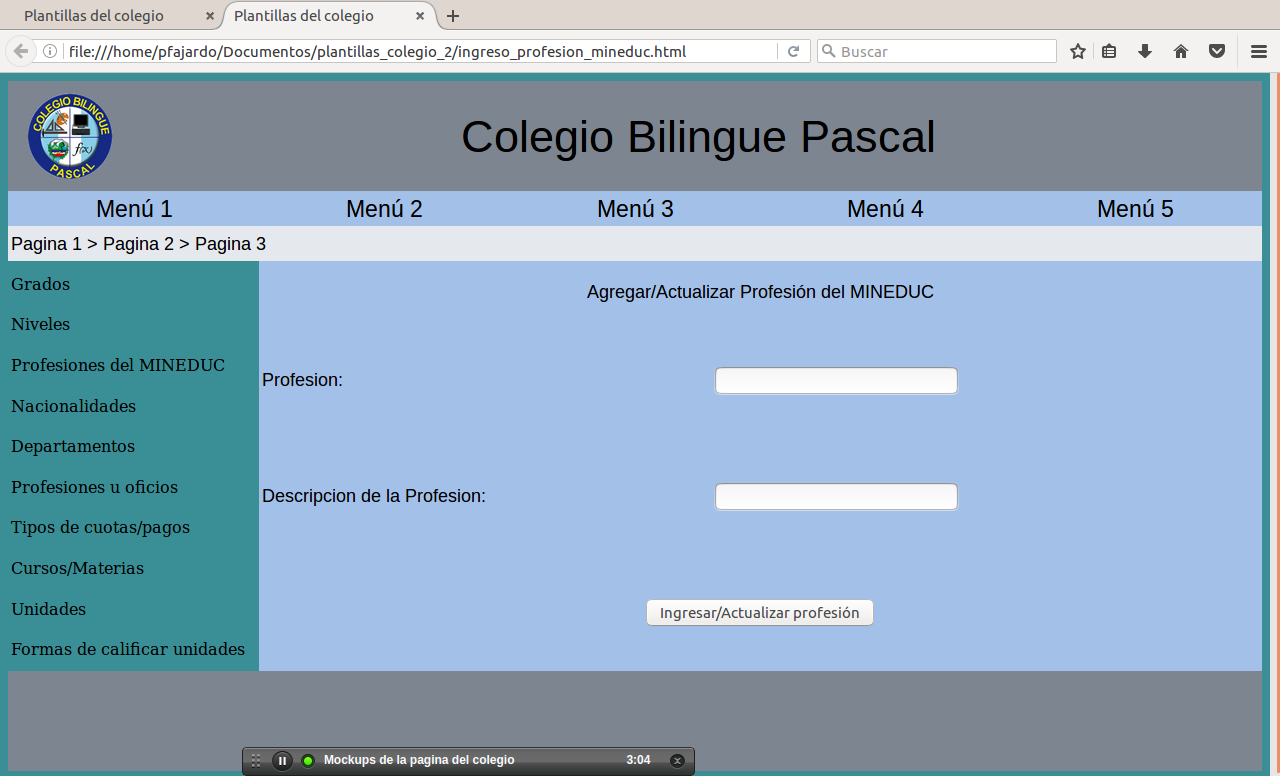 Plantillas del colegio
Plantillas del colegio
file:///home/pfajardo/Documentos/plantillas_colegio_2/ingreso_profesion_mineduc.html
Buscar
COLEGIO BILINGUE
f(x)
PASCAL
Colegio Bilingue Pascal
Menú 1 Menú 2 Menú 3 Menú 4 Menú 5
Pagina 1 > Pagina 2 > Pagina 3
Grados
Niveles
Profesiones del MINEDUC
Nacionalidades
Departamentos
Profesiones u oficios
Tipos de cuotas/pagos
Cursos/Materias
Unidades
Formas de calificar unidades
Agregar/Actualizar Profesión del MINEDUC
Profesion:
Descripcion de la Profesion:
Ingresar/Actualizar profesión
Mockups de la pagina del colegio 3:04